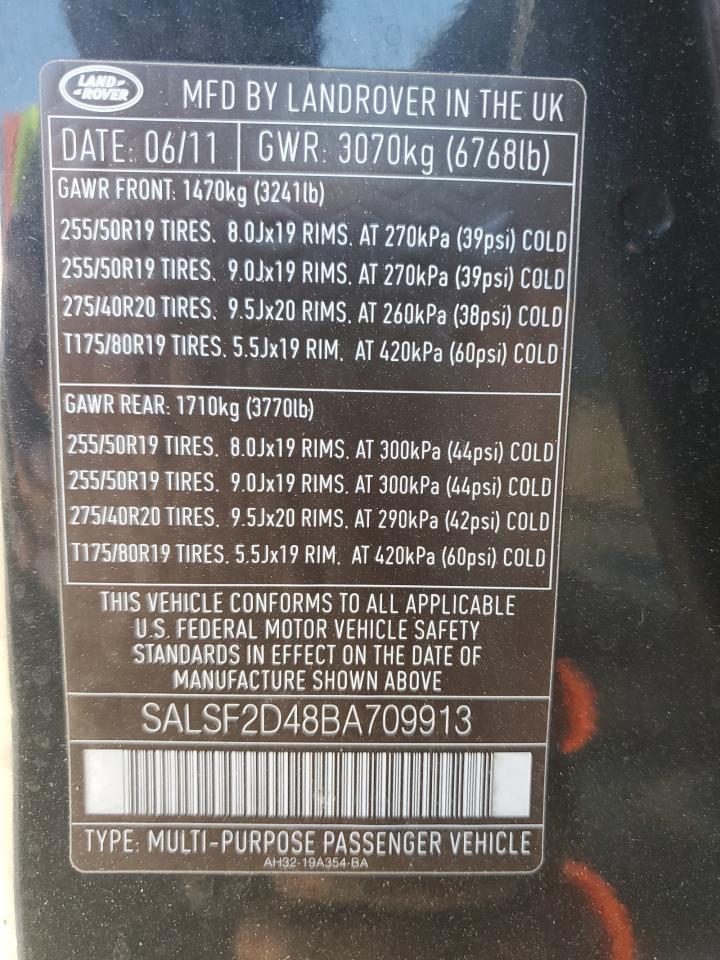 LAND-
-ROVER
MFD BY LANDROVER IN THE UK
DATE: 06/11 GWR: 3070kg (6768lb)
GAWR FRONT: 1470kg (3241lb)
255/50R19 TIRES, 8.0Jx19 RIMS, AT 270kPa (39psi) COLD
255/50R19 TIRES, 9.0Jx19 RIMS, AT 270kPa (39psi) COLD
275/40R20 TIRES, 9.5Jx20 RIMS, AT 260kPa (38psi) COLD
T175/80R19 TIRES, 5.5Jx19 RIM, AT 420kPa (60psi) COLD
GAWR REAR: 1710kg (3770lb)
255/50R19 TIRES, 8.0Jx19 RIMS, AT 300kPa (44psi) COLD
255/50R19 TIRES, 9.0Jx19 RIMS, AT 300kPa (44psi) COLD
275/40R20 TIRES, 9.5Jx20 RIMS, AT 290kPa (42psi) COLD
T175/80R19 TIRES, 5.5Jx19 RIM, AT 420kPa (60psi) COLD
THIS VEHICLE CONFORMS TO ALL APPLICABLE
U.S. FEDERAL MOTOR VEHICLE SAFETY
STANDARDS IN EFFECT ON THE DATE OF
MANUFACTURE SHOWN ABOVE
SALSF2D48BA709913
TYPE: MULTI-PURPOSE PASSENGER VEHICLE
AH32-19A354-BA